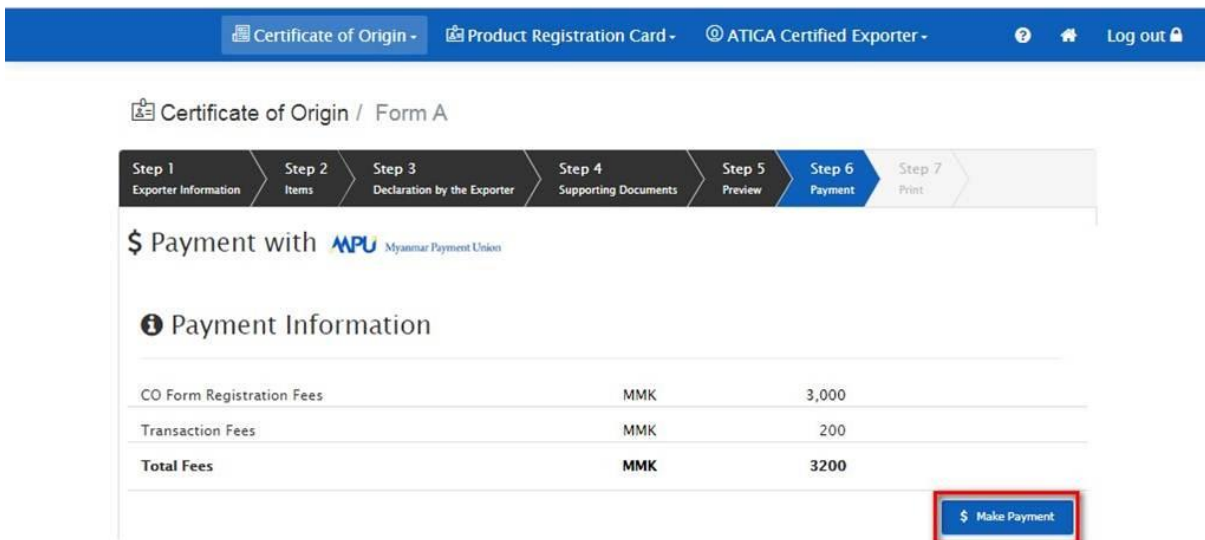 Certificate of Origin Product Registration Card ATIGA Certified Exporter Log out
Certificate of Origin / Form A
Step 1 Step 2 Step 3 Step 4 Step 5 Step 6 Step 7
Exporter Information Items Declaration by the Exporter Supporting Documents Preview Payment Print
$ Payment with MPU Myanmar Payment Union
Payment Information
CO Form Registration Fees MMK 3,000
Transaction Fees MMK 200
Total Fees MMK 3200
$ Make Payment